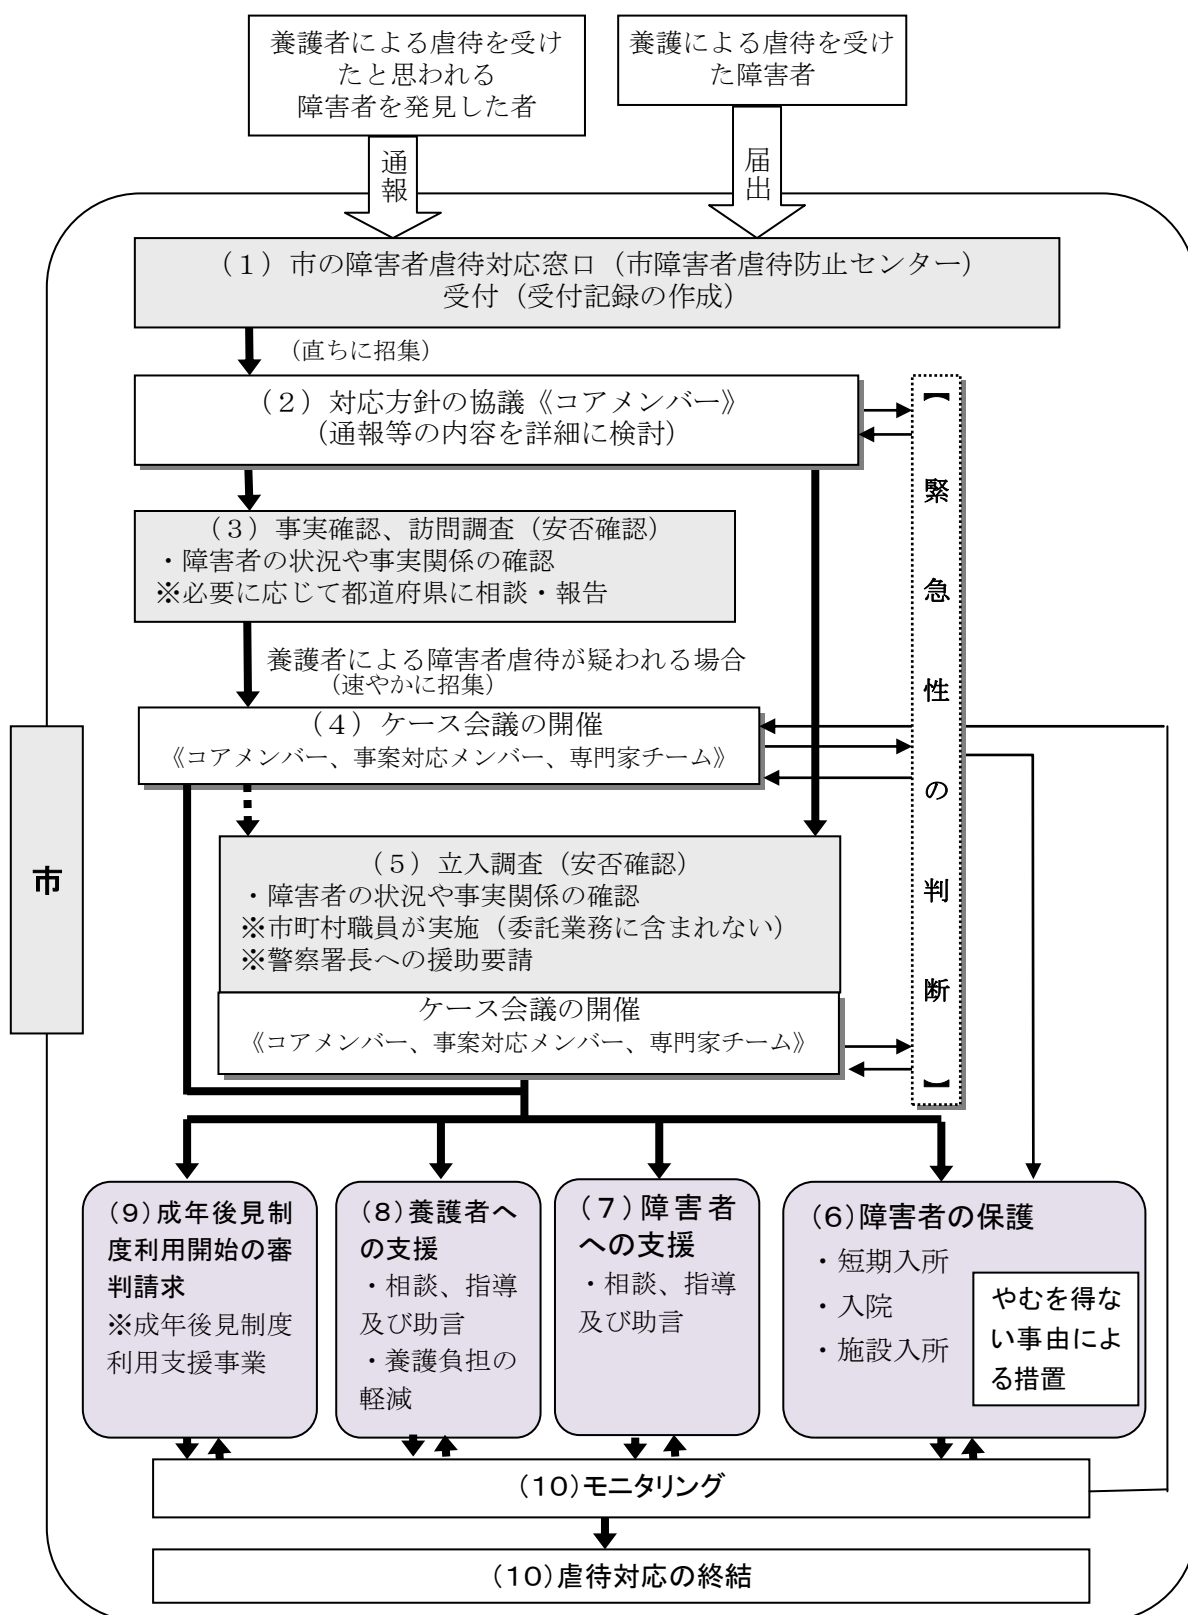 養護者による虐待を受け
たと思われる
障害者を発見した者
養護による虐待を受け
た障害者
通報
届出
（１）市の障害者虐待対応窓口（市障害者虐待防止センター）
受付（受付記録の作成）
（直ちに招集）
（２）対応方針の協議《コアメンバー》
（通報等の内容を詳細に検討）
【緊急性の判断】
（３）事実確認、訪問調査（安否確認）
・障害者の状況や事実関係の確認
※必要に応じて都道府県に相談・報告
養護者による障害者虐待が疑われる場合
（速やかに招集）
（４）ケース会議の開催
《コアメンバー、事案対応メンバー、専門家チーム》
市
（５）立入調査（安否確認）
・障害者の状況や事実関係の確認
※市町村職員が実施（委託業務に含まれない）
※警察署長への援助要請
ケース会議の開催
《コアメンバー、事案対応メンバー、専門家チーム》
（９）成年後見制
度利用開始の審
判請求
※成年後見制度
利用支援事業
（８）養護者へ
の支援
・相談、指導
及び助言
・養護負担の
軽減
（７）障害者
への支援
・相談、指導
及び助言
（６）障害者の保護
・短期入所
・入院
・施設入所
やむを得な
い事由によ
る措置
（１０）モニタリング
（１０）虐待対応の終結